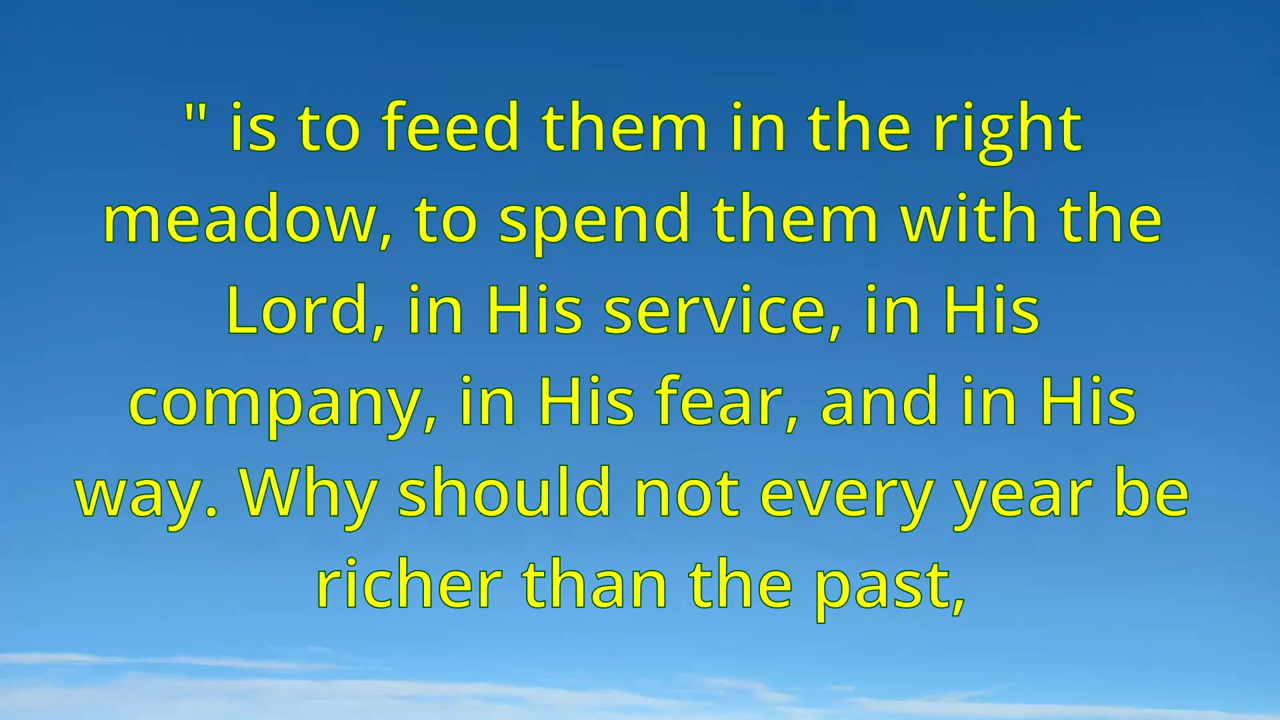 " is to feed them in the right
meadow, to spend them with the
Lord, in His service, in His
company, in His fear, and in His
way. Why should not every year be
richer than the past,